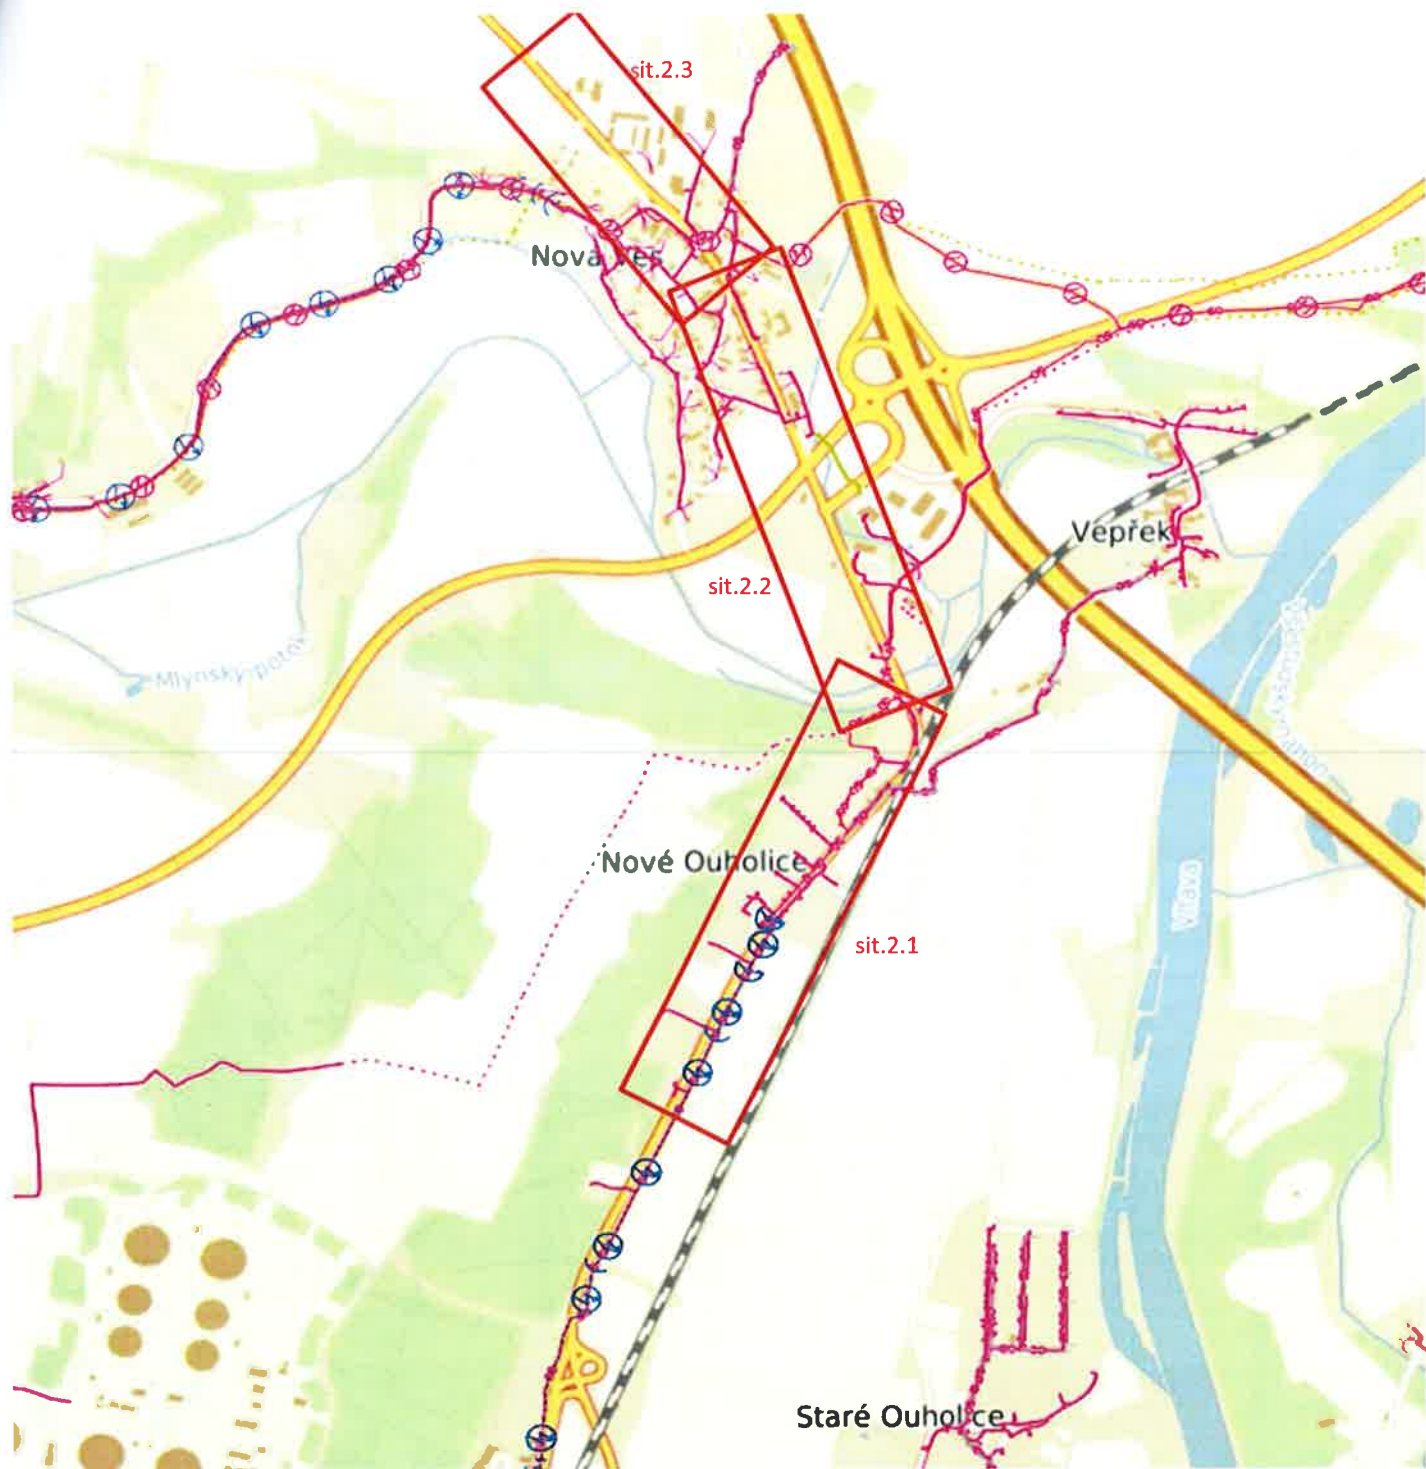 sit.2.3
Nová Ves
Vepřek
sit.2.2
Mlýnský potok
Nové Ouholice
sit.2.1
Vltava
Staré Ouholice